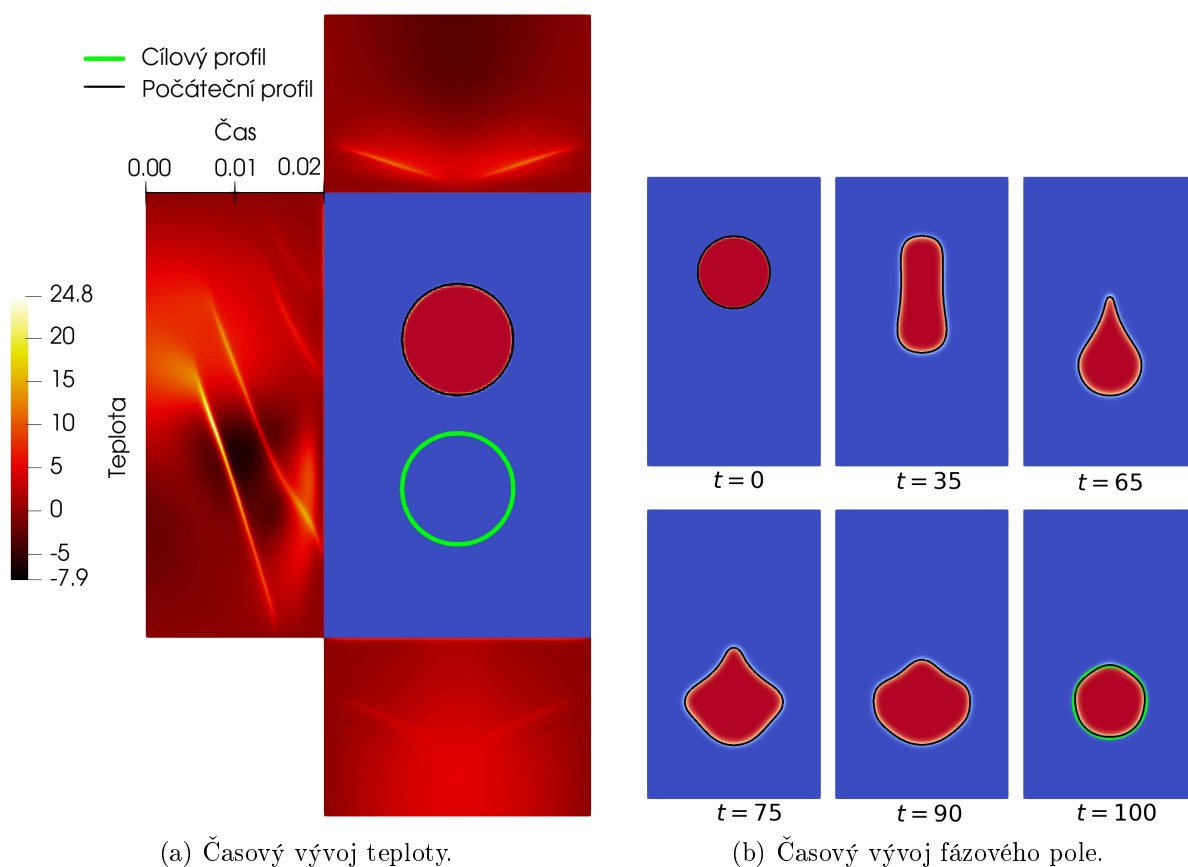 Cílový profil
Počáteční profil
Čas
0.00 0.01 0.02
24.8
20
15
10
5
0
-5
-7.9
Teplota
t = 0
t = 35
t = 65
t = 75
t = 90
t = 100
(a) Časový vývoj teploty.
(b) Časový vývoj fázového pole.